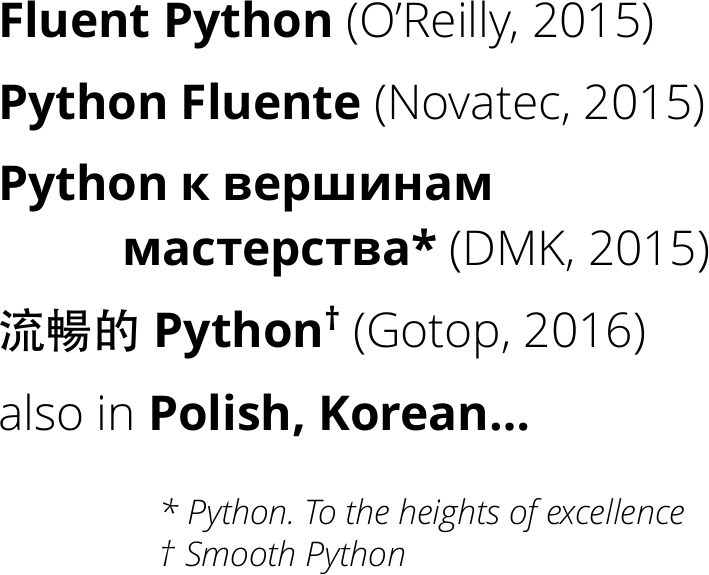 Fluent Python (O’Reilly, 2015)
Python Fluente (Novatec, 2015)
Python к вершинам
мастерства* (DMK, 2015)
流暢的 Python† (Gotop, 2016)
also in Polish, Korean…
* Python. To the heights of excellence
† Smooth Python